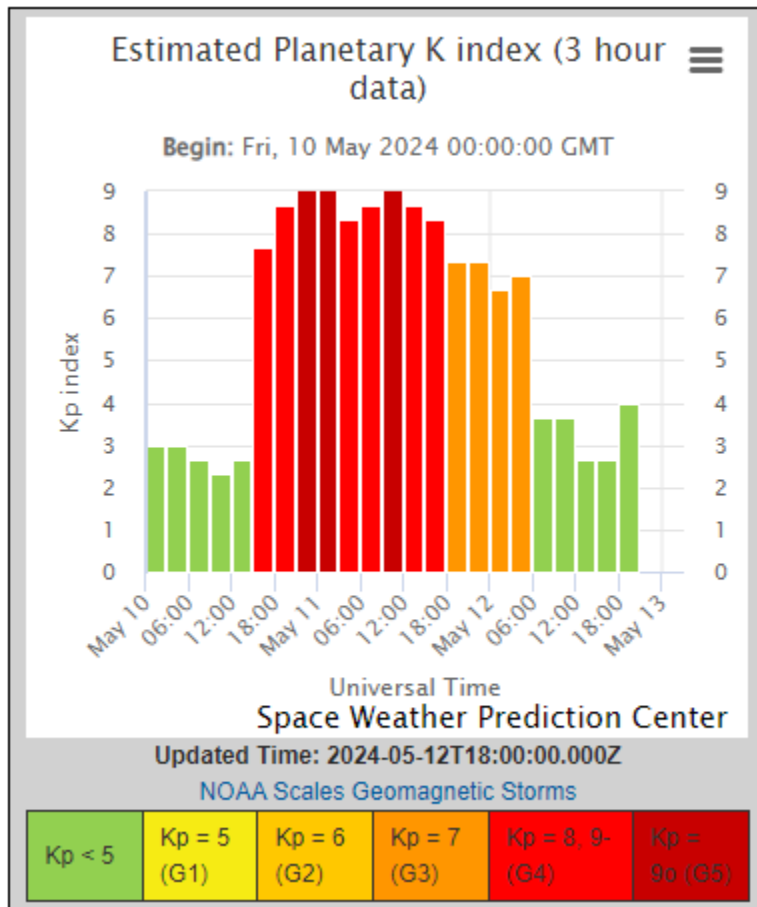 Estimated Planetary K index (3 hour
data)
Begin: Fri, 10 May 2024 00:00:00 GMT
9
8
7
6
5
4
3
2
1
0
Kp index
9
8
7
6
5
4
3
2
1
0
May 10
06:00
12:00
18:00
May 11
06:00
12:00
18:00
May 12
06:00
12:00
18:00
May 13
Universal Time
Space Weather Prediction Center
Updated Time: 2024-05-12T18:00:00.000Z
NOAA Scales Geomagnetic Storms
Kp < 5
Kp = 5
(G1)
Kp = 6
(G2)
Kp = 7
(G3)
Kp = 8, 9-
(G4)
Kp =
9o (G5)